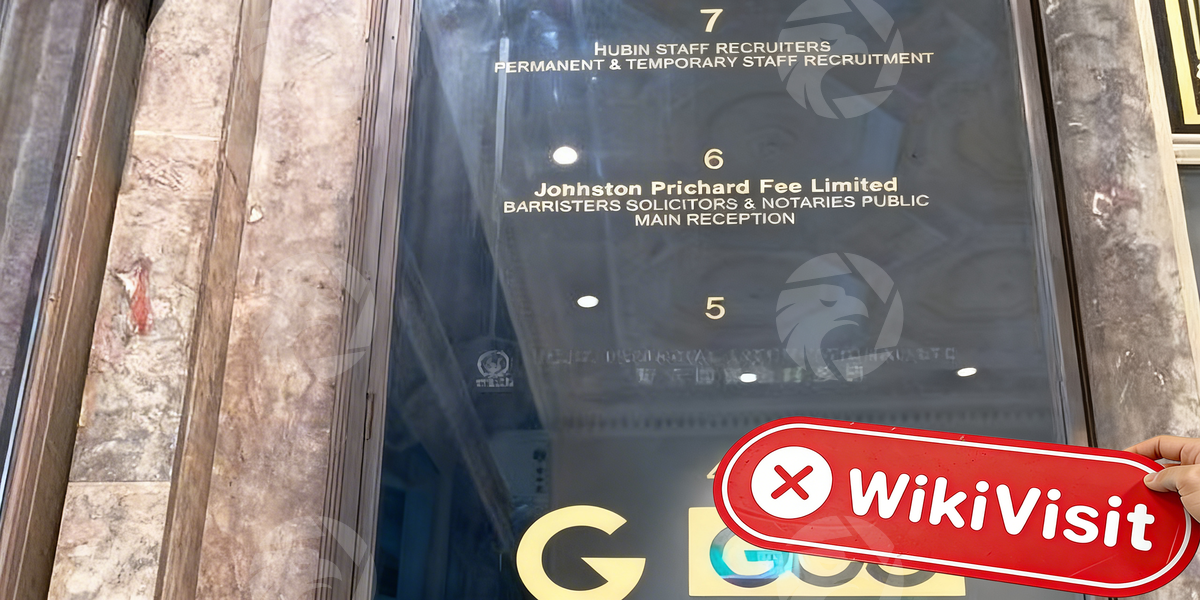 7
HUBIN STAFF RECRUITERS
PERMANENT & TEMPORARY STAFF RECRUITMENT
6
Johhston Prichard Fee Limited
BARRISTERS SOLICITORS & NOTARIES PUBLIC
MAIN RECEPTION
5
G
WikiVisit